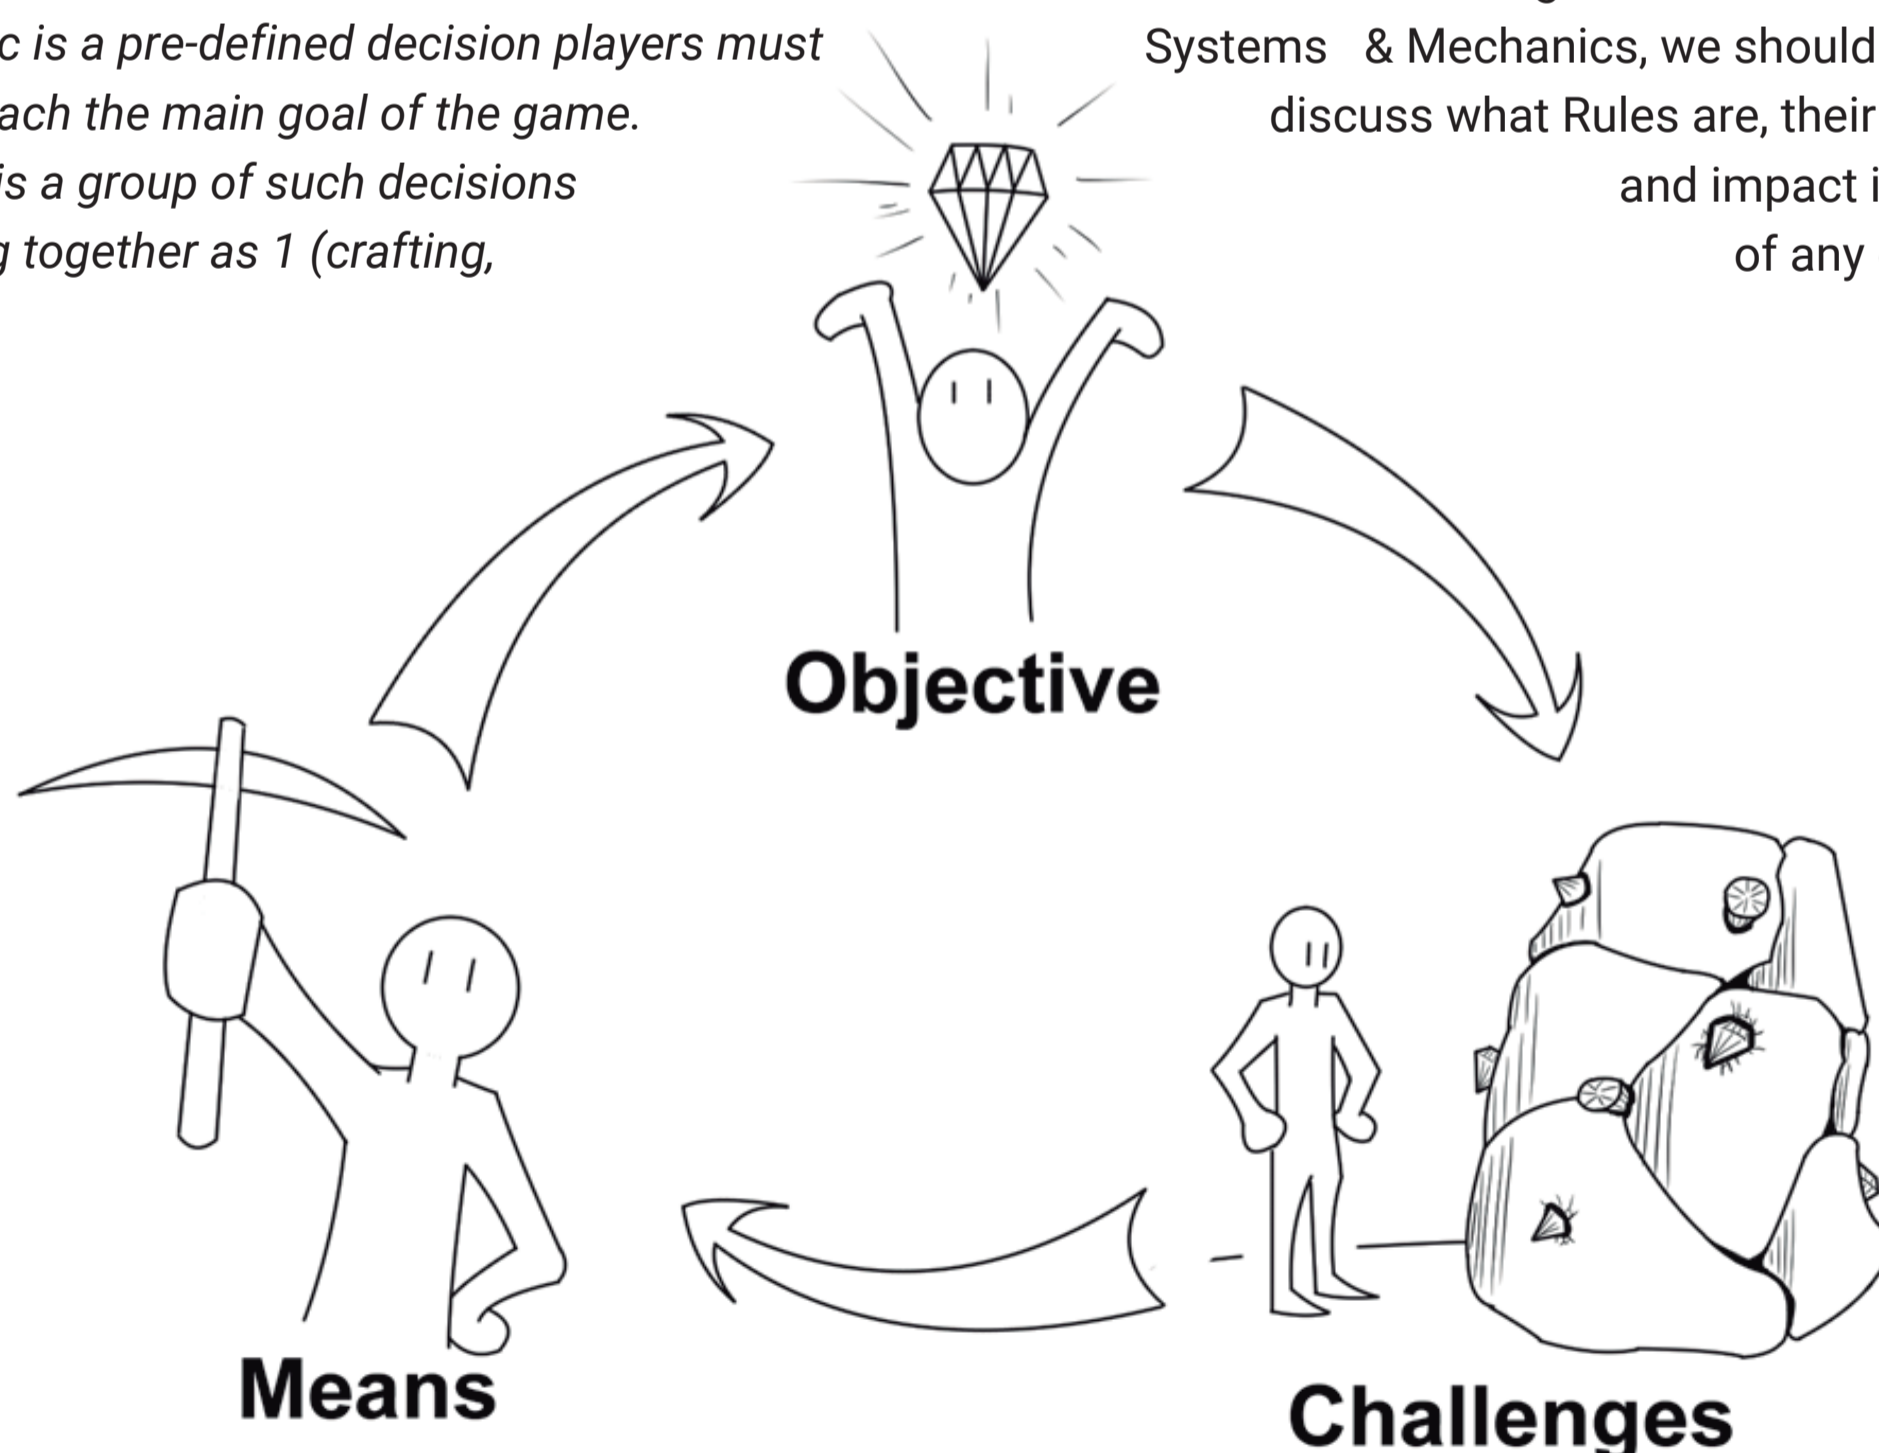 c is a pre-defined decision players must
ach the main goal of the game.
is a group of such decisions
g together as 1 (crafting,
Systems & Mechanics, we should
discuss what Rules are, their
and impact i
of any
Objective
Means
Challenges